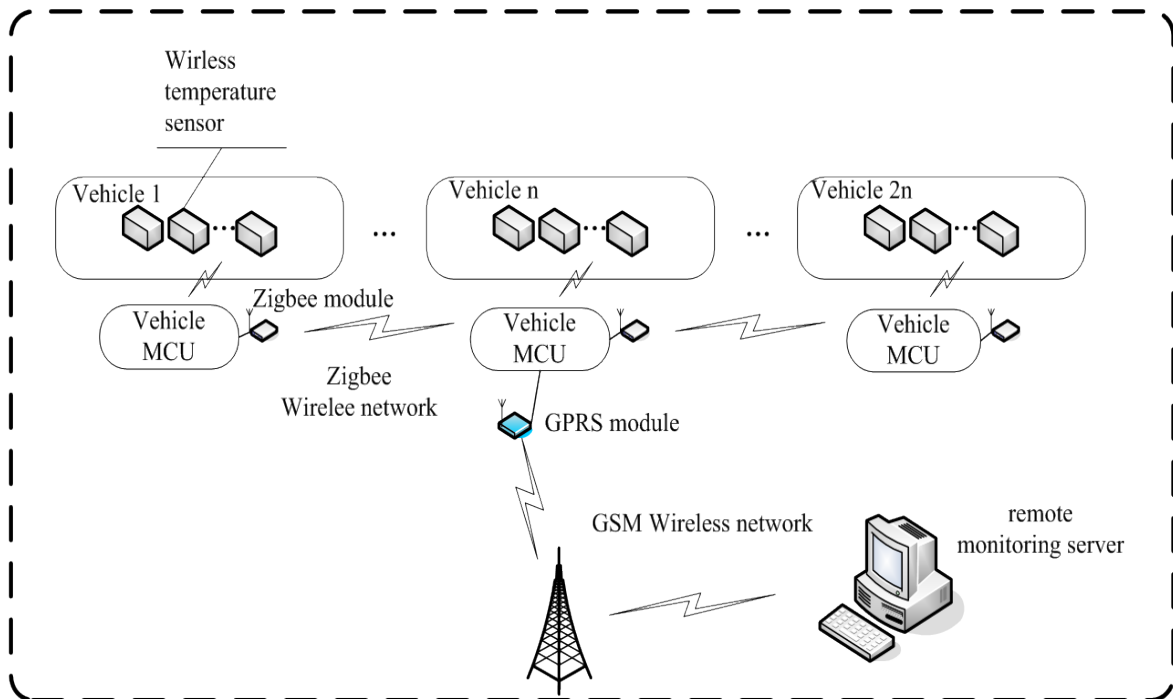 Wirless
temperature
sensor
Vehicle 1
Vehicle n
Vehicle 2n
...
...
...
...
...
Zigbee module
Vehicle
MCU
Vehicle
MCU
Vehicle
MCU
Zigbee
Wirelee network
GPRS module
GSM Wireless network
remote
monitoring server